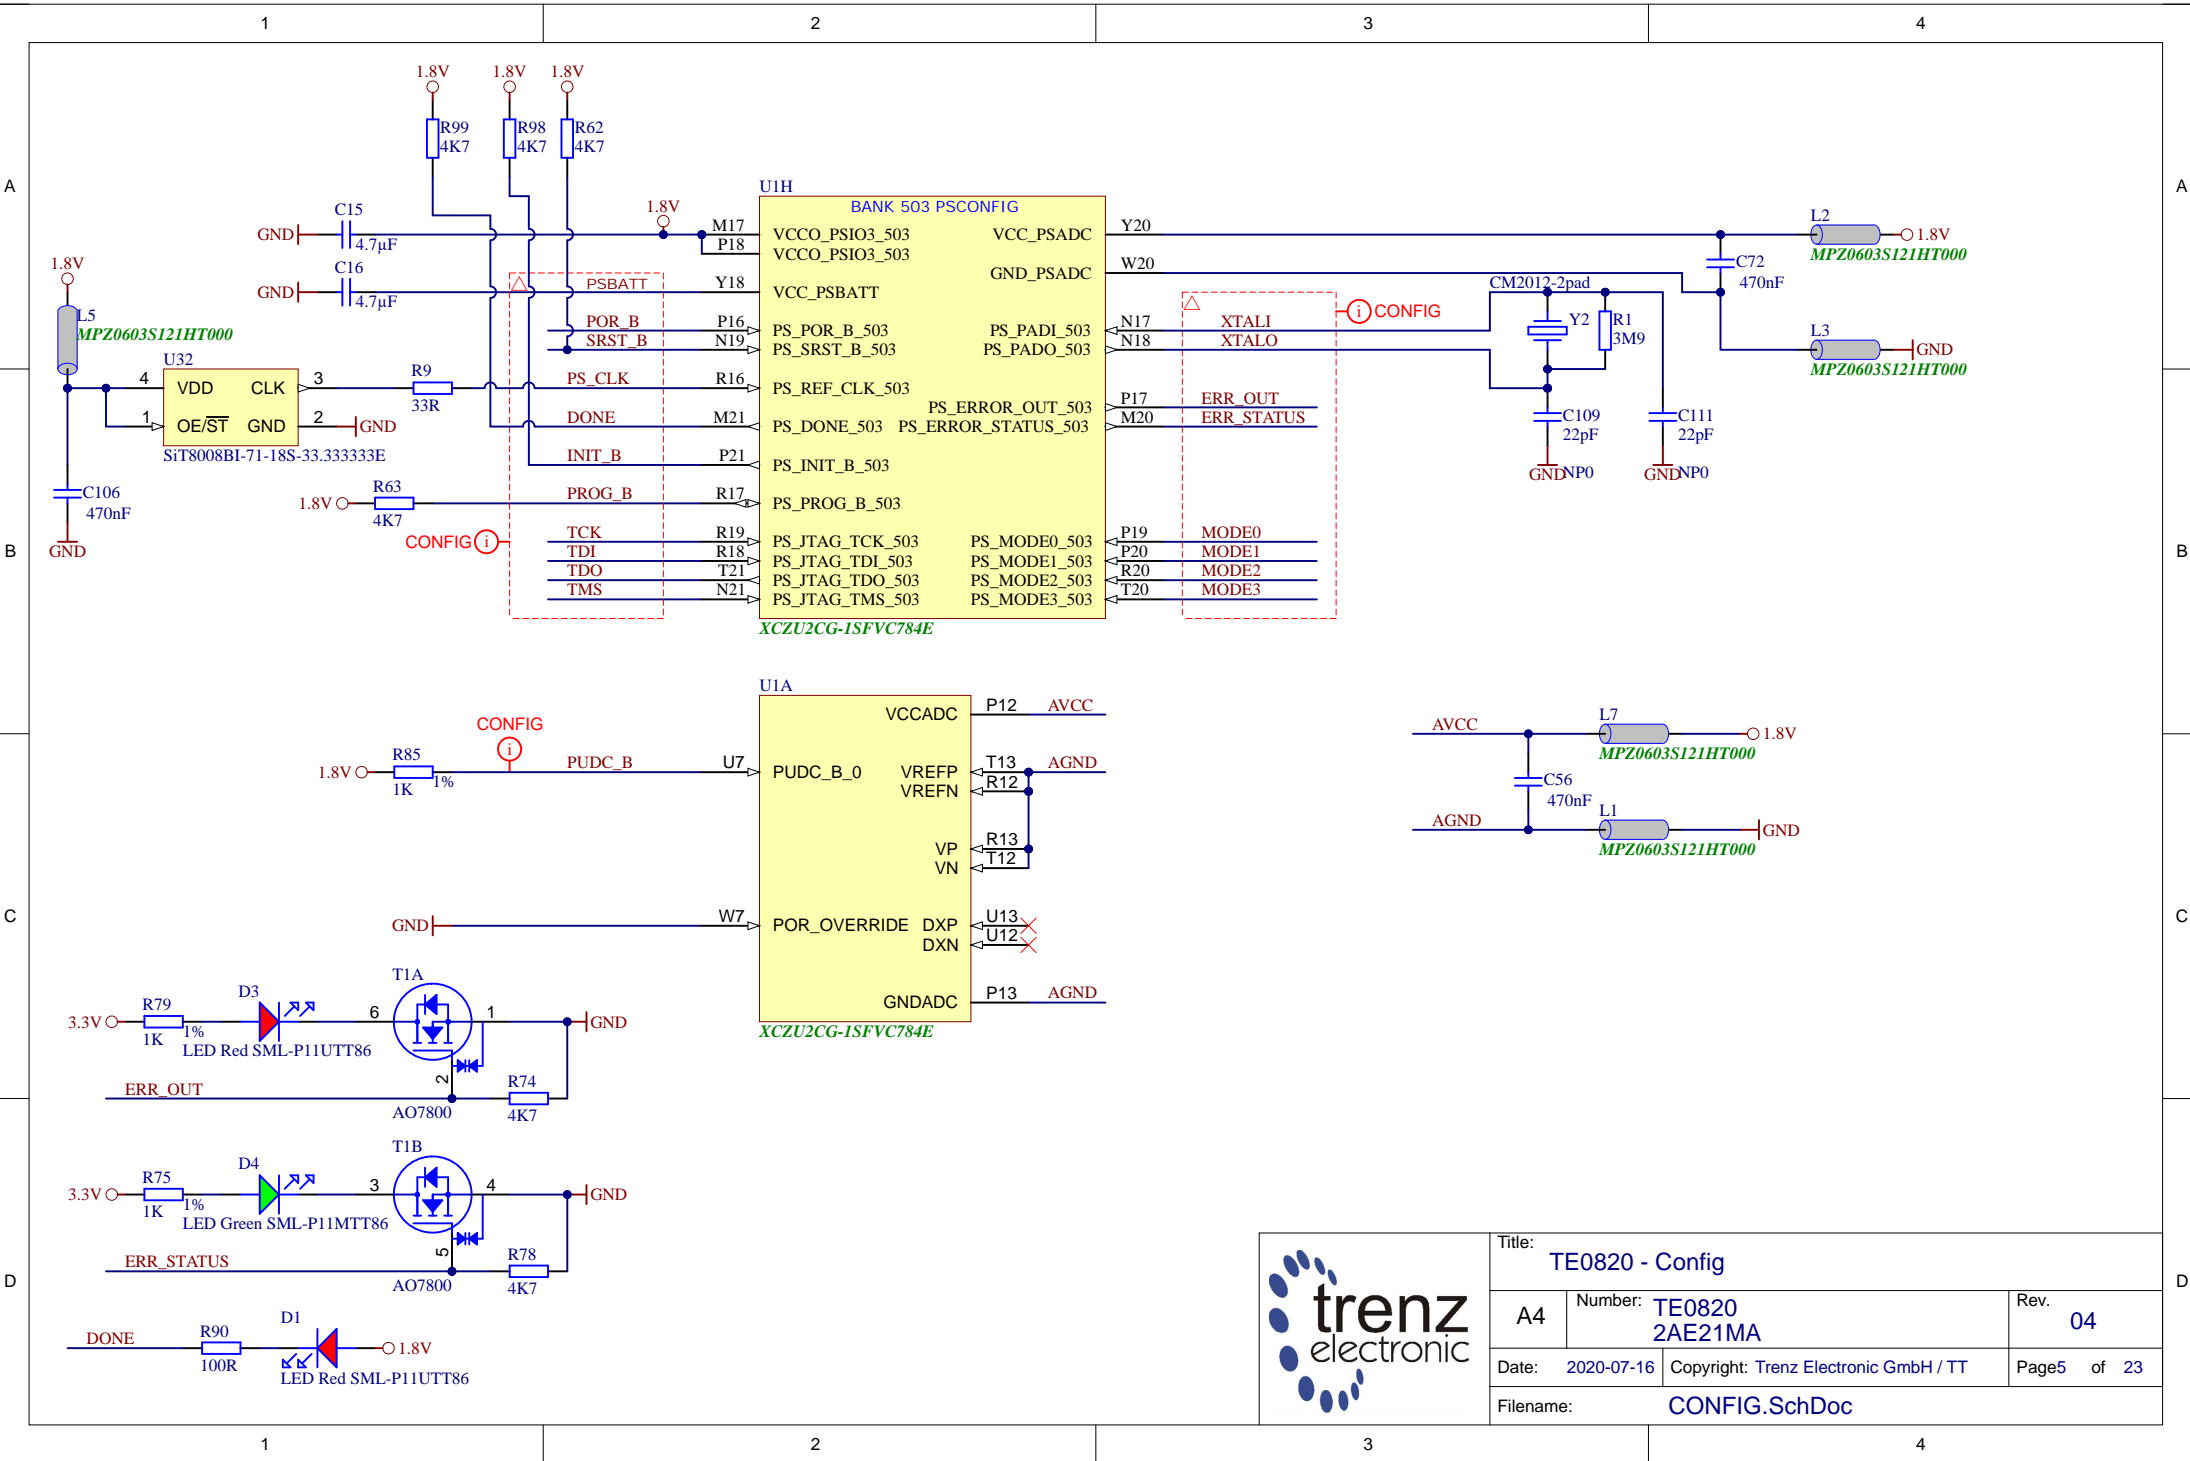 1 2 3 4
A A
B B
C C
D D
1.8V 1.8V 1.8V
R99 R98 R62
4K7 4K7 4K7
U1H
BANK 503 PSCONFIG
C15
GND
4.7µF
1.8V
M17 VCCO_PSIO3_503
P18 VCCO_PSIO3_503
C16
GND
4.7µF
PSBATT Y18 VCC_PSBATT
POR_B P16 PS_POR_B_503
SRST_B N19 PS_SRST_B_503
PS_CLK R16 PS_REF_CLK_503
DONE M21 PS_DONE_503
INIT_B P21 PS_INIT_B_503
PROG_B R17 PS_PROG_B_503
TCK R19 PS_JTAG_TCK_503
TDI R18 PS_JTAG_TDI_503
TDO T21 PS_JTAG_TDO_503
TMS N21 PS_JTAG_TMS_503
VCC_PSADC Y20
GND_PSADC W20
PS_PADI_503 N17 XTALI
PS_PADO_503 N18 XTALO
PS_ERROR_OUT_503 P17 ERR_OUT
PS_ERROR_STATUS_503 M20 ERR_STATUS
PS_MODE0_503 P19 MODE0
PS_MODE1_503 P20 MODE1
PS_MODE2_503 R20 MODE2
PS_MODE3_503 T20 MODE3
XCZU2CG-1SFVC784E
i CONFIG
CONFIG i
1.8V
L5
MPZ0603S121HT000
U32
4 VDD CLK 3
1 OE/ST GND 2 GND
SiT8008BI-71-18S-33.333333E
R9
33R
C106
470nF
GND
1.8V R63
4K7
CM2012-2pad
Y2 R1
3M9
C109 C111
22pF 22pF
GND NP0 GND NP0
L2
1.8V
MPZ0603S121HT000
C72
470nF
L3
GND
MPZ0603S121HT000
U1A
VCCADC P12 AVCC
CONFIG
i
1.8V R85
1K 1%
PUDC_B U7 PUDC_B_0
VREFP T13 AGND
VREFN R12
VP R13
VN T12
GND W7 POR_OVERRIDE
DXP U13
DXN U12
GNDADC P13 AGND
XCZU2CG-1SFVC784E
AVCC L7
1.8V
MPZ0603S121HT000
C56
470nF
AGND L1
GND
MPZ0603S121HT000
T1A
3.3V R79 D3 6 1 GND
1K 1%
LED Red SML-P11UTT86
2
ERR_OUT R74
AO7800 4K7
T1B
3.3V R75 D4 3 4 GND
1K 1%
LED Green SML-P11MTT86
5
ERR_STATUS R78
AO7800 4K7
DONE R90 D1 1.8V
100R
LED Red SML-P11UTT86
trenz
electronic
Title:
TE0820 - Config
A4
Number: TE0820
2AE21MA
Rev.
04
Date: 2020-07-16 Copyright: Trenz Electronic GmbH / TT Page5 of 23
Filename: CONFIG.SchDoc
1 2 3 4